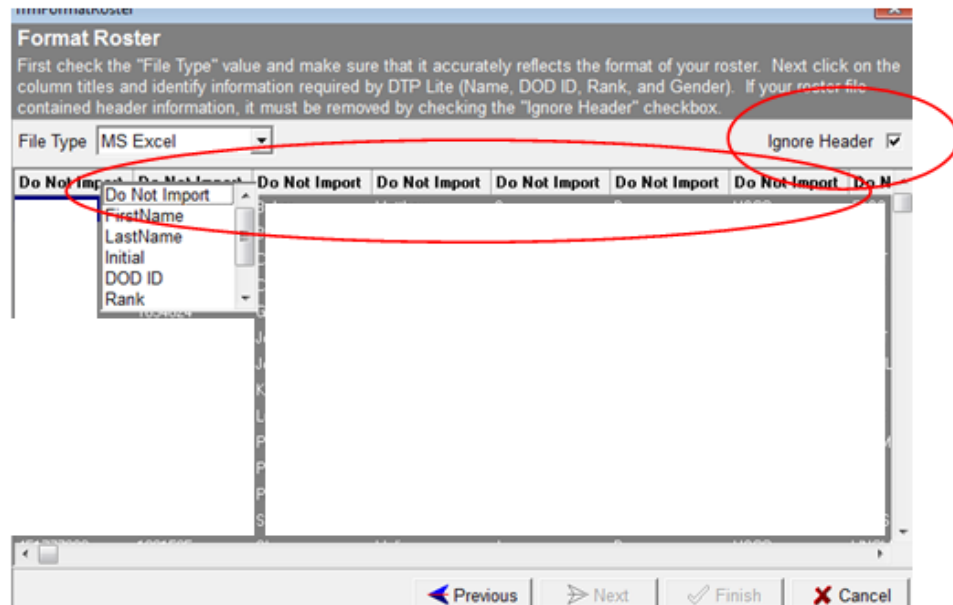 frmFormatRoster
Format Roster
First check the "File Type" value and make sure that it accurately reflects the format of your roster. Next click on the
column titles and identify information required by DTP Lite (Name, DOD ID, Rank, and Gender). If your roster file
contained header information, it must be removed by checking the "Ignore Header" checkbox.
File Type MS Excel Ignore Header
Do Not Import Do Not Import Do Not Import Do Not Import Do Not Import Do Not Import Do Not Import Do N
Do Not Import
FirstName
LastName
Initial
DOD ID
Rank
Previous Next Finish Cancel